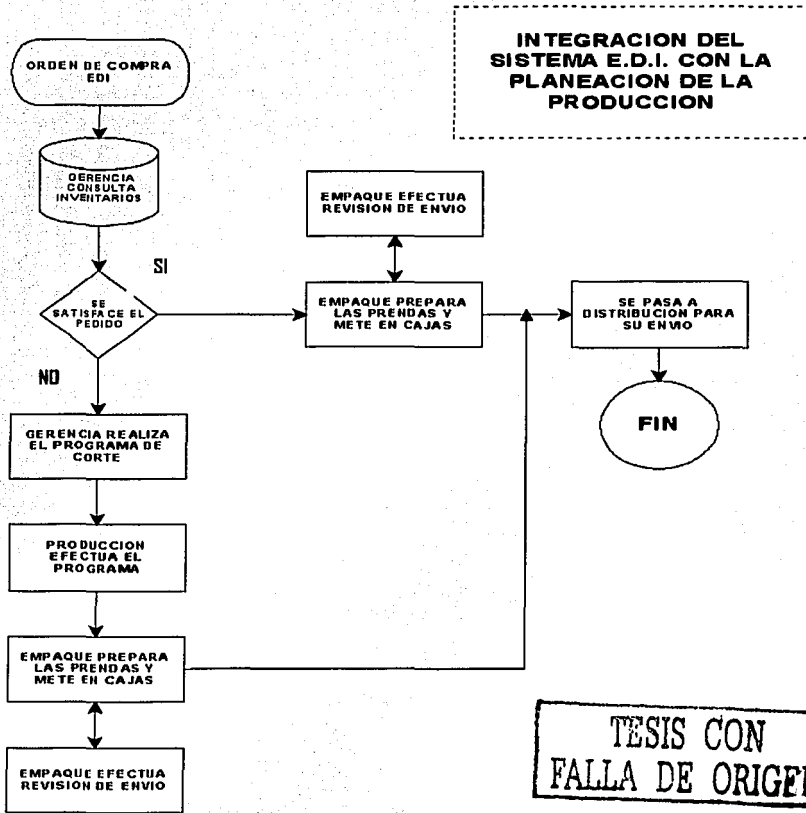 INTEGRACION DEL
SISTEMA E.D.I. CON LA
PLANEACION DE LA
PRODUCCION
ORDEN DE COMPRA
EDI
GERENCIA
CONSULTA
INVENTARIOS
SE
SATISFACE EL
PEDIDO
SI
NO
EMPAQUE EFECTUA
REVISION DE ENVIO
EMPAQUE PREPARA
LAS PRENDAS Y
METE EN CAJAS
SE PASA A
DISTRIBUCION PARA
SU ENVIO
FIN
GERENCIA REALIZA
EL PROGRAMA DE
CORTE
PRODUCCION
EFECTUA EL
PROGRAMA
EMPAQUE PREPARA
LAS PRENDAS Y
METE EN CAJAS
EMPAQUE EFECTUA
REVISION DE ENVIO
TESIS CON
FALLA DE ORIGEN